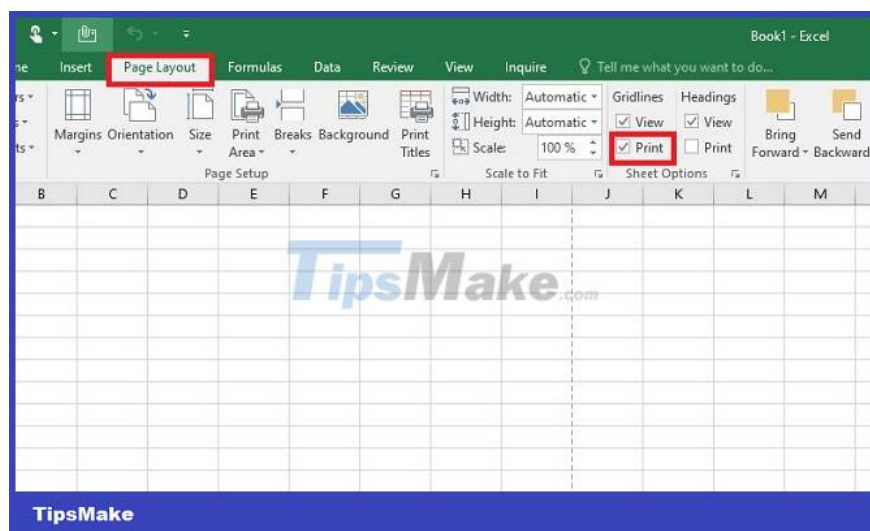 Book1 - Excel
ne Insert Page Layout Formulas Data Review View Inquire Tell me what you want to do...
rs Width: Automatic Gridlines Headings
s Height: Automatic View View
ts Margins Orientation Size Print Area Breaks Background Print Titles Scale: 100 % Print Print Bring Forward Send Backward
Page Setup Scale to Fit Sheet Options
B C D E F G H I J K L M
TipsMake.com
TipsMake